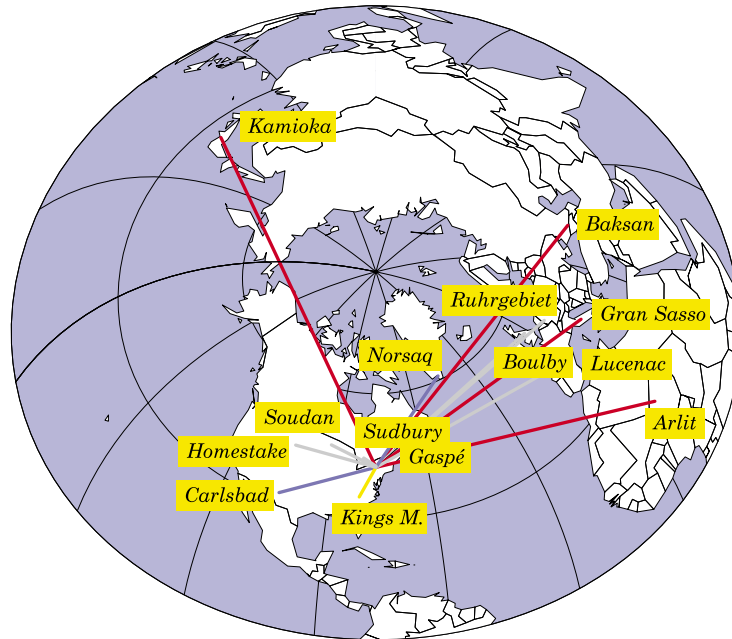 Kamioka
Baksan
Ruhrgebiet
Gran Sasso
Norsaq
Boulby
Lucenac
Soudan
Sudbury
Arlit
Homestake
Gaspé
Carlsbad
Kings M.